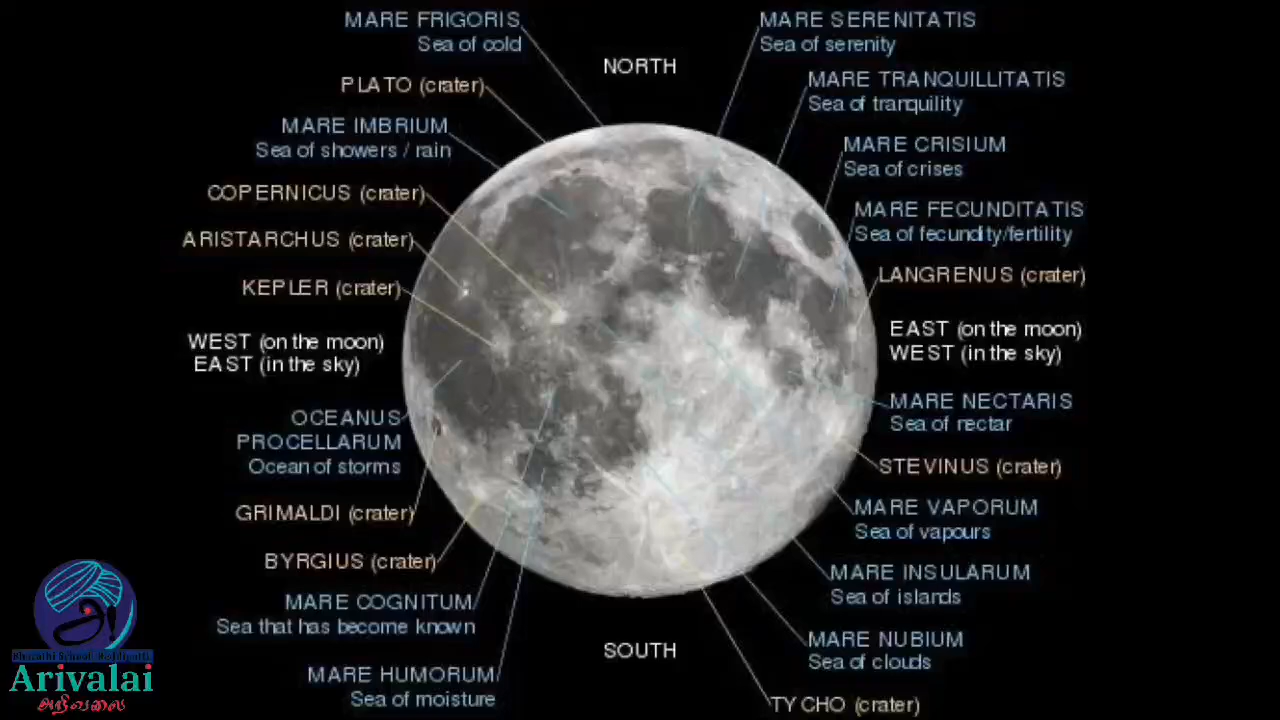 MARE FRIGORIS
Sea of cold
PLATO (crater)
MARE IMBRIUM
Sea of showers / rain
COPERNICUS (crater)
ARISTARCHUS (crater)
KEPLER (crater)
WEST (on the moon)
EAST (in the sky)
OCEANUS
PROCELLARUM
Ocean of storms
GRIMALDI (crater)
BYRGIUS (crater)
MARE COGNITUM
Sea that has become known
MARE HUMORUM
Sea of moisture
NORTH
SOUTH
MARE SERENITATIS
Sea of serenity
MARE TRANQUILLITATIS
Sea of tranquility
MARE CRISIUM
Sea of crises
MARE FECUNDITATIS
Sea of fecundity/fertility
LANGRENUS (crater)
EAST (on the moon)
WEST (in the sky)
MARE NECTARIS
Sea of nectar
STEVINUS (crater)
MARE VAPORUM
Sea of vapours
MARE INSULARUM
Sea of islands
MARE NUBIUM
Sea of clouds
TYCHO (crater)
அ
Arivalai
அறிவலை